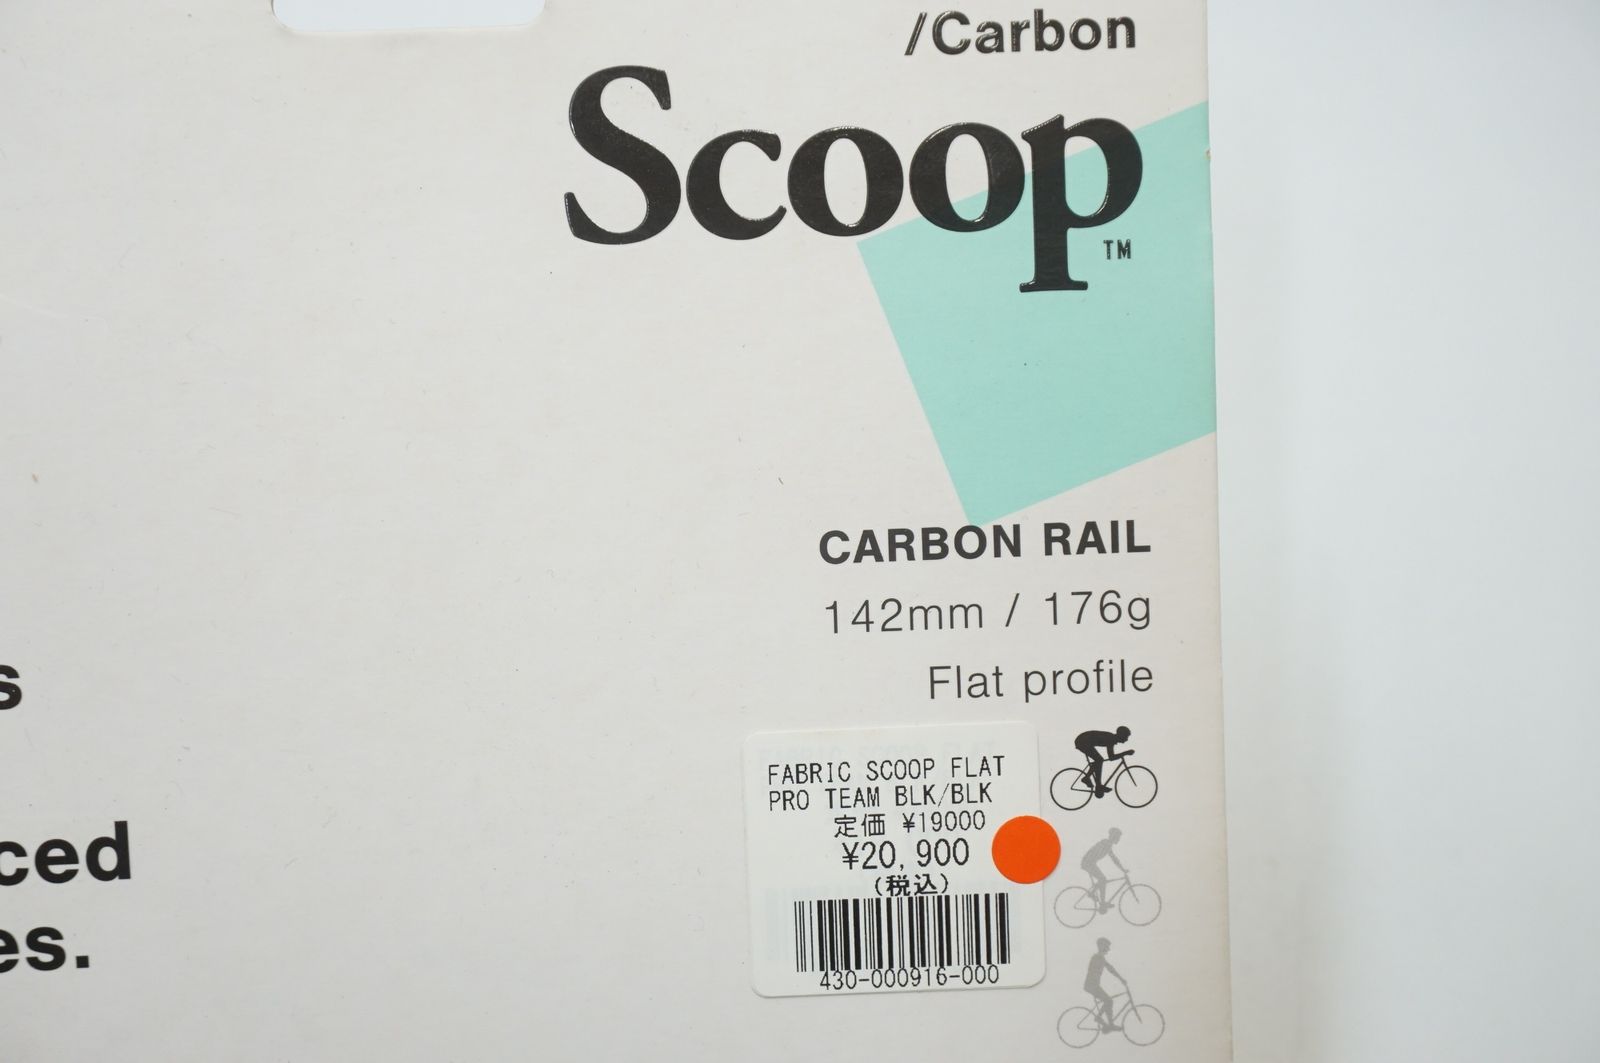 /Carbon
Scoop
TM
CARBON RAIL
142mm / 176g
Flat profile
s
ced
es.
FABRIC SCOOP FLAT
PRO TEAM BLK/BLK
定価 ¥19000
¥20,900
(税込)
430-000916-000